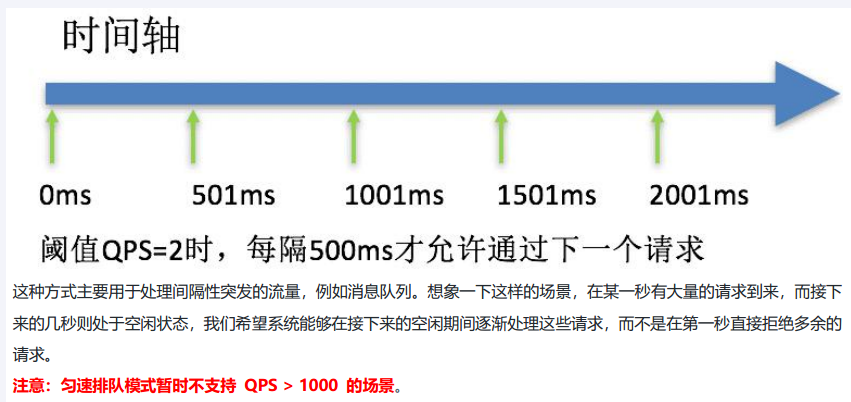 时间轴
0ms 501ms 1001ms 1501ms 2001ms
阈值QPS=2时，每隔500ms才允许通过下一个请求
这种方式主要用于处理间隔性突发的流量，例如消息队列。想象一下这样的场景，在某一秒有大量的请求到来，而接下
来的几秒则处于空闲状态，我们希望系统能够在接下来的空闲期间逐渐处理这些请求，而不是在第一秒直接拒绝多余的
请求。
注意：匀速排队模式暂时不支持 QPS > 1000 的场景。